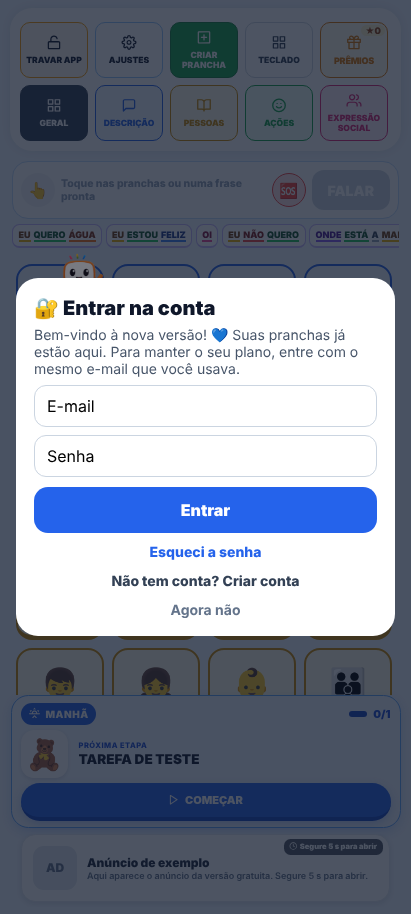 TRAVAR APP
AJUSTES
CRIAR
PRANCHA
TECLADO
★0
PRÊMIOS
GERAL
DESCRIÇÃO
PESSOAS
AÇÕES
EXPRESSÃO
SOCIAL
Toque nas pranchas ou numa frase
pronta
SOS
FALAR
EU QUERO ÁGUA
EU ESTOU FELIZ
OI
EU NÃO QUERO
ONDE ESTÁ A
🔐 Entrar na conta
Bem-vindo à nova versão! 💙 Suas pranchas já
estão aqui. Para manter o seu plano, entre com o
mesmo e-mail que você usava.
E-mail
Senha
Entrar
Esqueci a senha
Não tem conta? Criar conta
Agora não
MANHÃ
0/1
PRÓXIMA ETAPA
TAREFA DE TESTE
COMEÇAR
Segure 5 s para abrir
AD
Anúncio de exemplo
Aqui aparece o anúncio da versão gratuita. Segure 5 s para abrir.